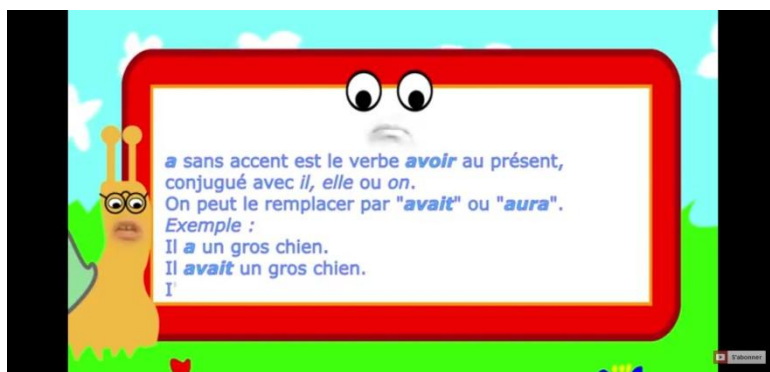 a sans accent est le verbe avoir au présent,
conjugué avec il, elle ou on.
On peut le remplacer par "avait" ou "aura".
Exemple :
Il a un gros chien.
Il avait un gros chien.
I
S'abonner